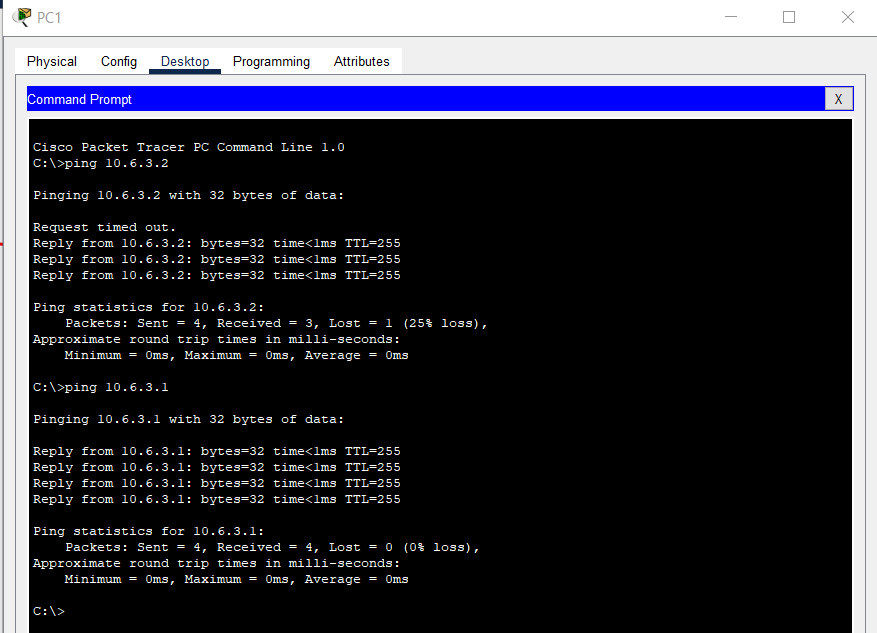 PC1
Physical Config Desktop Programming Attributes
Command Prompt X
Cisco Packet Tracer PC Command Line 1.0
C:\>ping 10.6.3.2
Pinging 10.6.3.2 with 32 bytes of data:
Request timed out.
Reply from 10.6.3.2: bytes=32 time<1ms TTL=255
Reply from 10.6.3.2: bytes=32 time<1ms TTL=255
Reply from 10.6.3.2: bytes=32 time<1ms TTL=255
Ping statistics for 10.6.3.2:
    Packets: Sent = 4, Received = 3, Lost = 1 (25% loss),
Approximate round trip times in milli-seconds:
    Minimum = 0ms, Maximum = 0ms, Average = 0ms
C:\>ping 10.6.3.1
Pinging 10.6.3.1 with 32 bytes of data:
Reply from 10.6.3.1: bytes=32 time<1ms TTL=255
Reply from 10.6.3.1: bytes=32 time<1ms TTL=255
Reply from 10.6.3.1: bytes=32 time<1ms TTL=255
Reply from 10.6.3.1: bytes=32 time<1ms TTL=255
Ping statistics for 10.6.3.1:
    Packets: Sent = 4, Received = 4, Lost = 0 (0% loss),
Approximate round trip times in milli-seconds:
    Minimum = 0ms, Maximum = 0ms, Average = 0ms
C:\>